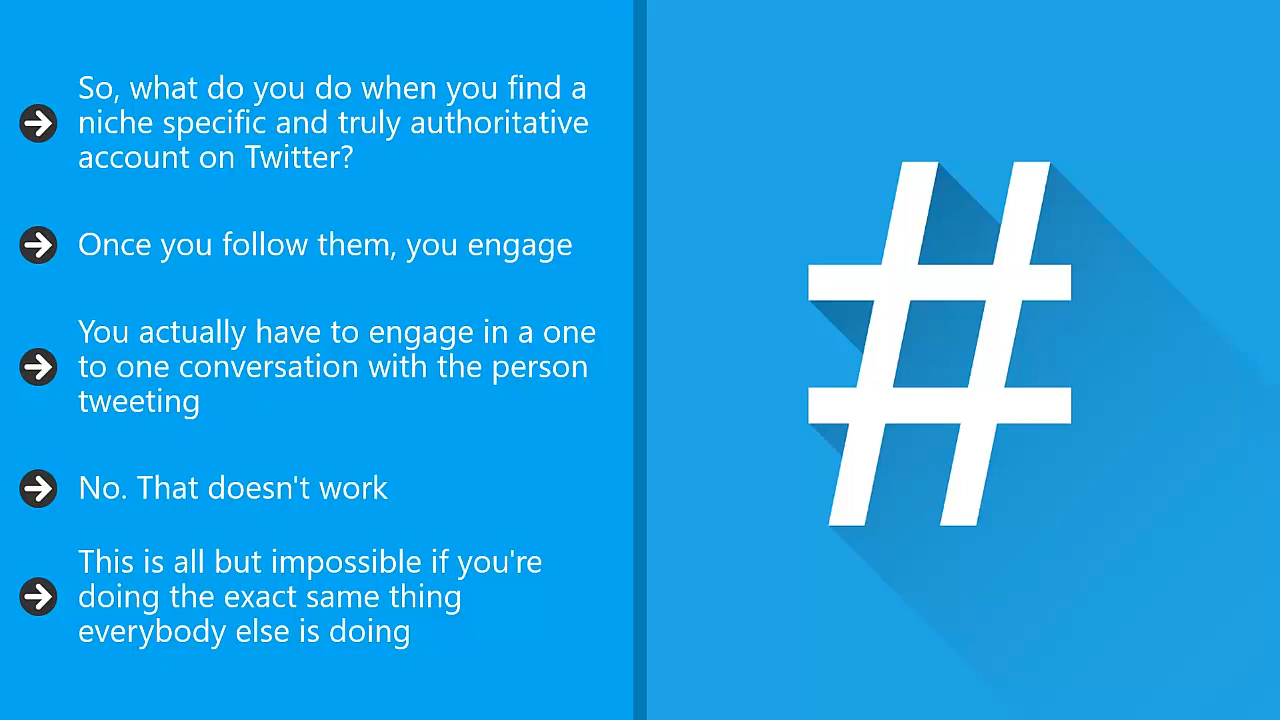 So, what do you do when you find a
niche specific and truly authoritative
account on Twitter?
Once you follow them, you engage
You actually have to engage in a one
to one conversation with the person
tweeting
No. That doesn't work
This is all but impossible if you're
doing the exact same thing
everybody else is doing
#